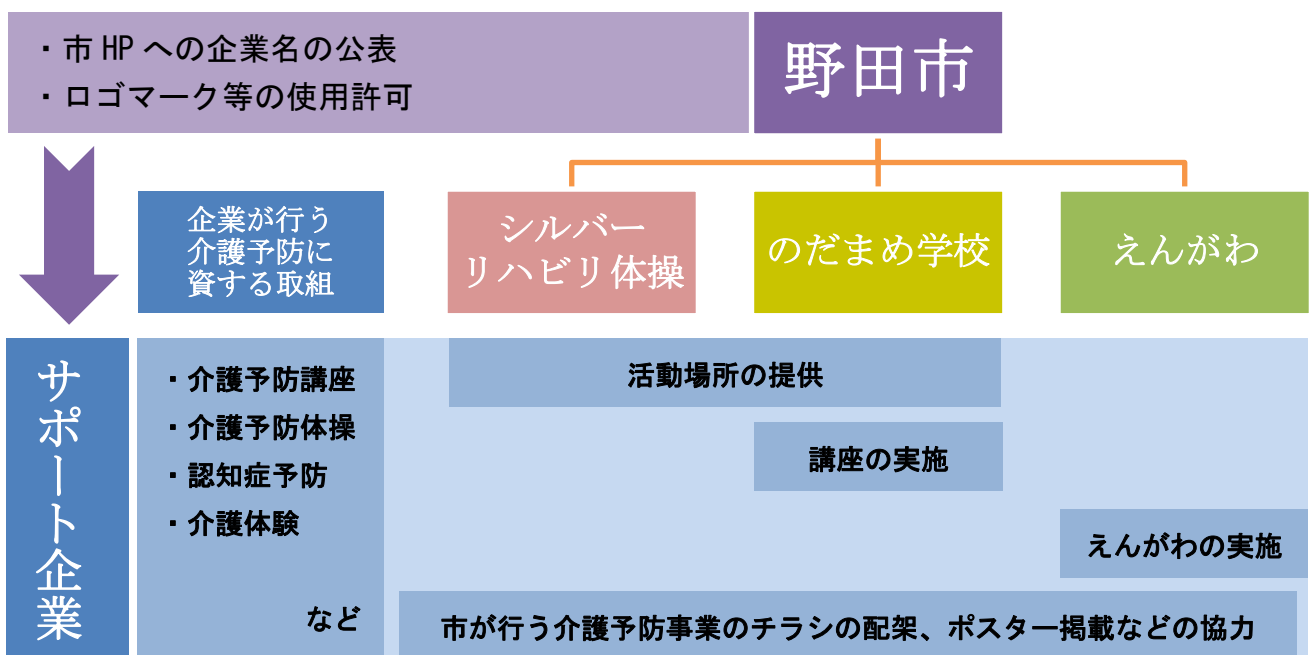 ・市 HP への企業名の公表
・ロゴマーク等の使用許可
野田市
企業が行う
介護予防に
資する取組
シルバー
リハビリ体操
のだまめ学校
えんがわ
サポート企業
・介護予防講座
・介護予防体操
・認知症予防
・介護体験
など
活動場所の提供
講座の実施
えんがわの実施
市が行う介護予防事業のチラシの配架、ポスター掲載などの協力